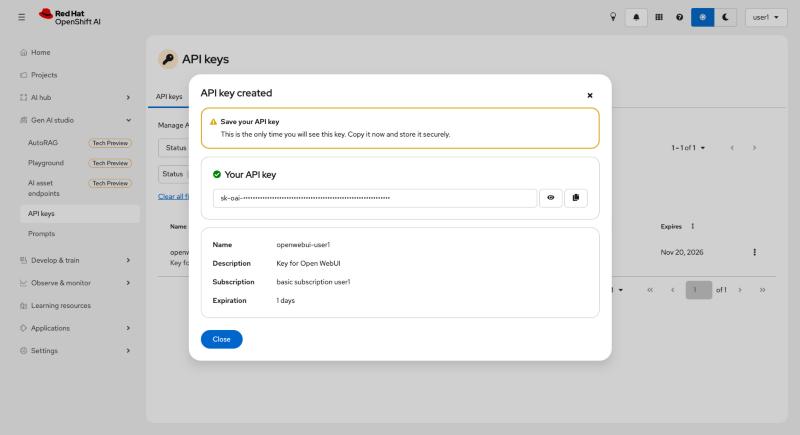 Red Hat
OpenShift AI
user1
Home
Projects
AI hub
Gen AI studio
AutoRAG
Tech Preview
Playground
Tech Preview
AI asset
endpoints
Tech Preview
API keys
Prompts
Develop & train
Observe & monitor
Learning resources
Applications
Settings
API keys
API keys
Manage A
Status
1-1 of 1
Status
Clear all fi
Name
Expires
openw
Key fo
Nov 20, 2026
1
of 1
API key created
Save your API key
This is the only time you will see this key. Copy it now and store it securely.
Your API key
sk-oai-••••••••••••••••••••••••••••••••••••••••••••••••••••••••••••••••
Name
openwebui-user1
Description
Key for Open WebUI
Subscription
basic subscription user1
Expiration
1 days
Close